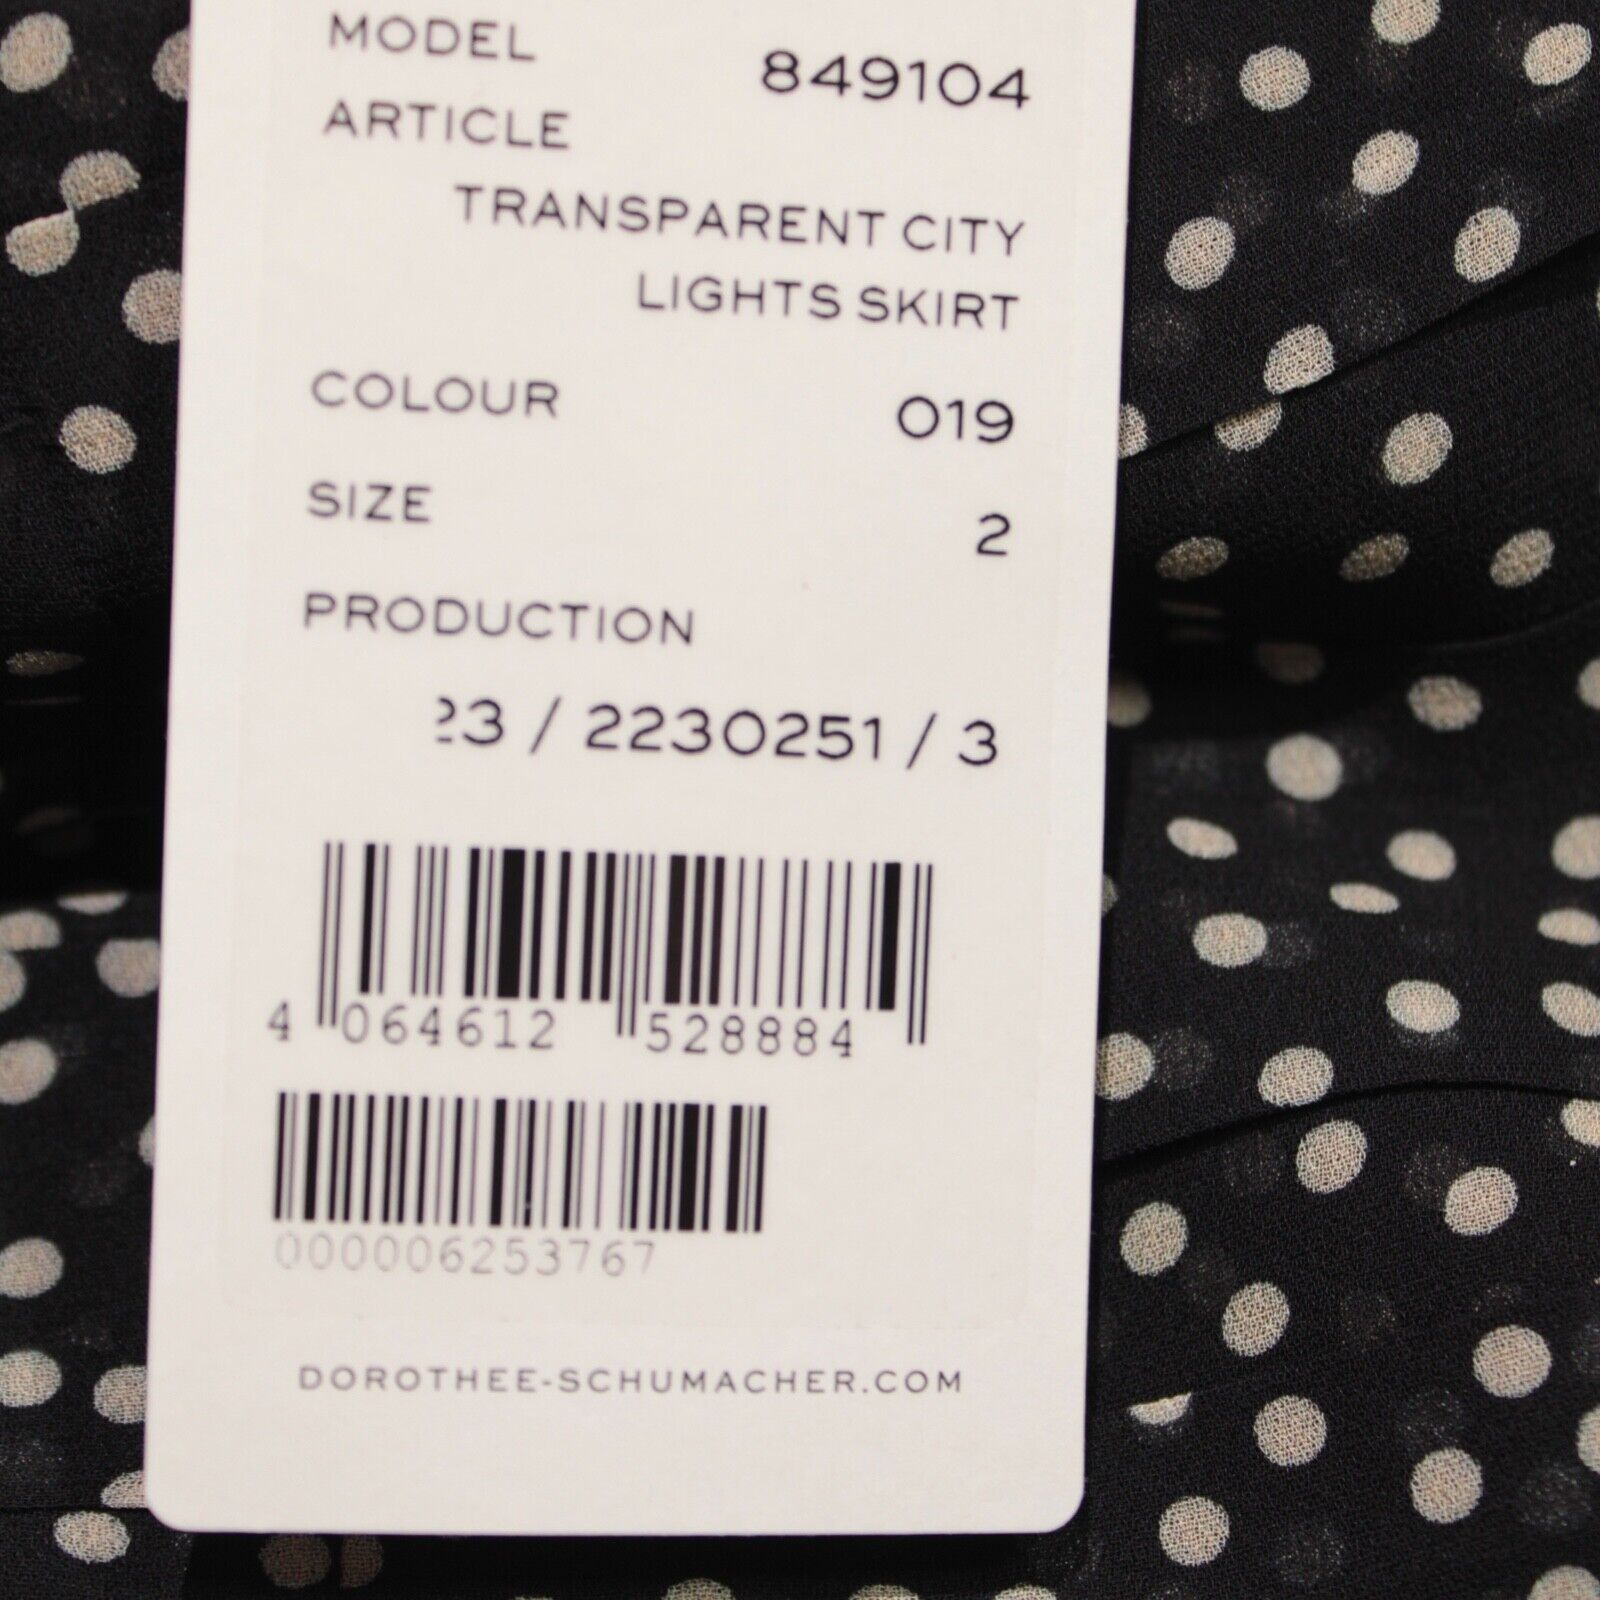 MODEL 849104
ARTICLE
TRANSPARENT CITY
LIGHTS SKIRT
COLOUR 019
SIZE 2
PRODUCTION
23 / 2230251 / 3
4 064612 528884
000006253767
DOROTHEE-SCHUMACHER.COM